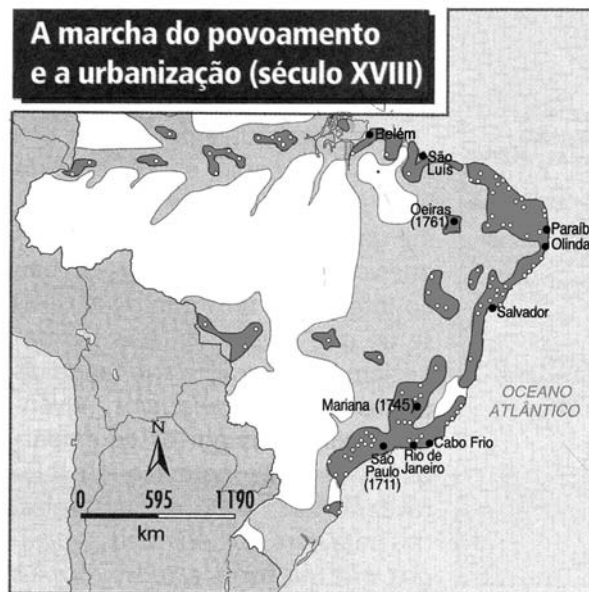 A marcha do povoamento
e a urbanização (século XVIII)
Belém
São
Luís
Oeiras
(1761)
Paraíb
Olinda
Salvador
OCEANO
ATLÂNTICO
Mariana (1745)
Cabo Frio
Rio de
Janeiro
São
Paulo
(1711)
N
0 595 1190
km